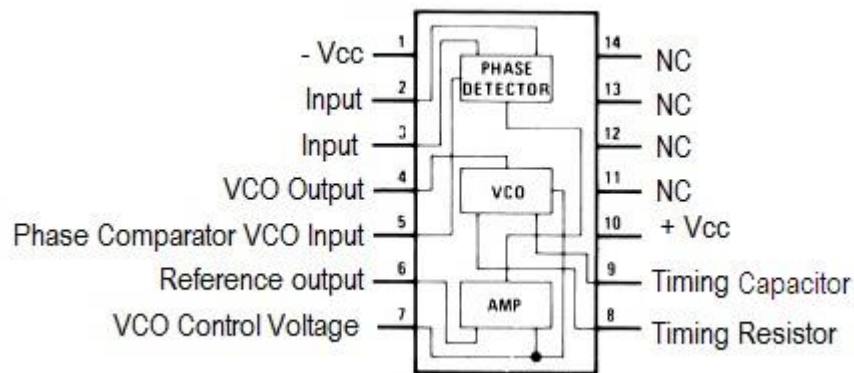 - Vcc 1
Input 2
Input 3
VCO Output 4
Phase Comparator VCO Input 5
Reference output 6
VCO Control Voltage 7
PHASE
DETECTOR
VCO
AMP
14 NC
13 NC
12 NC
11 NC
10 + Vcc
9 Timing Capacitor
8 Timing Resistor